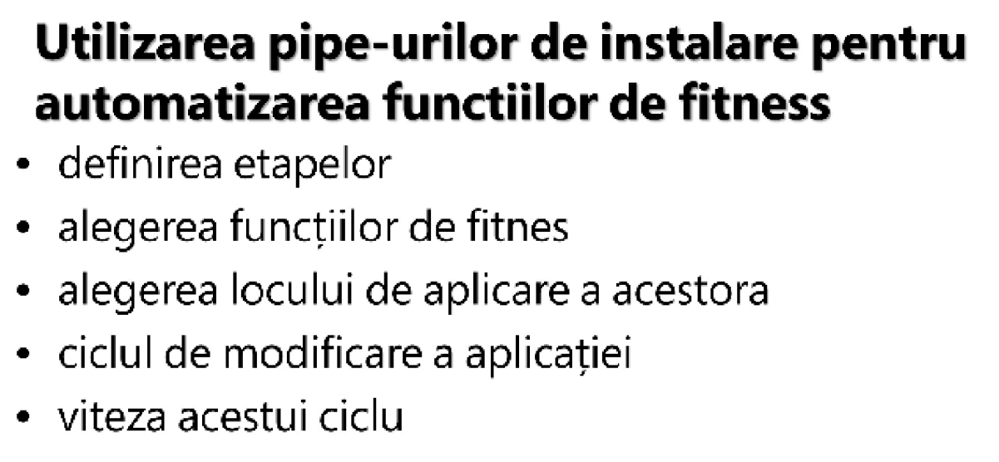 Utilizarea pipe-urilor de instalare pentru
automatizarea functiilor de fitness
• definirea etapelor
• alegerea funcțiilor de fitnes
• alegerea locului de aplicare a acestora
• ciclul de modificare a aplicației
• viteza acestui ciclu